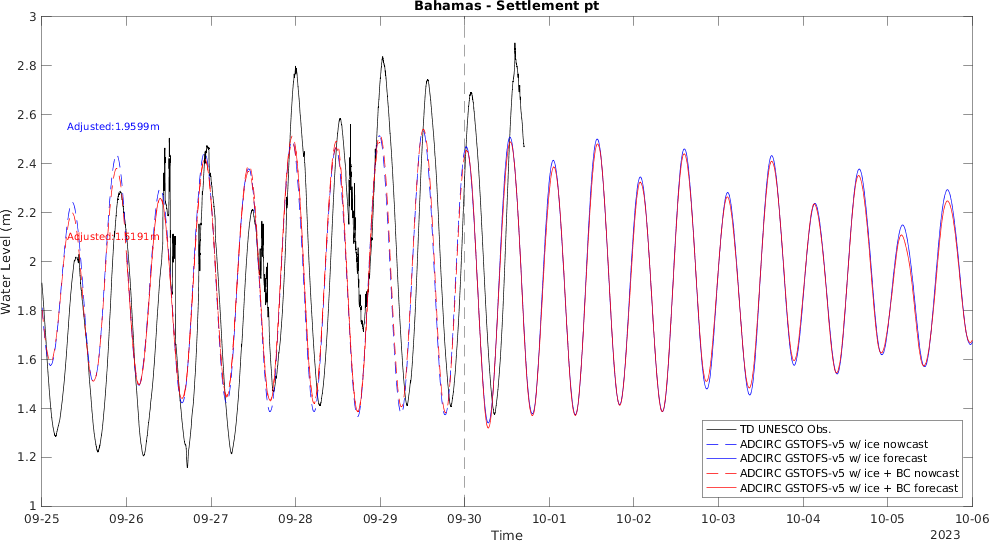 Bahamas - Settlement pt
3
2.8
2.6
2.4
2.2
2
1.8
1.6
1.4
1.2
1
Water Level (m)
Adjusted:1.9599m
Adjusted:1.5191m
TD UNESCO Obs.
ADCIRC GSTOFS-v5 w/ ice nowcast
ADCIRC GSTOFS-v5 w/ ice forecast
ADCIRC GSTOFS-v5 w/ ice + BC nowcast
ADCIRC GSTOFS-v5 w/ ice + BC forecast
09-25 09-26 09-27 09-28 09-29 09-30 10-01 10-02 10-03 10-04 10-05 10-06
Time
2023